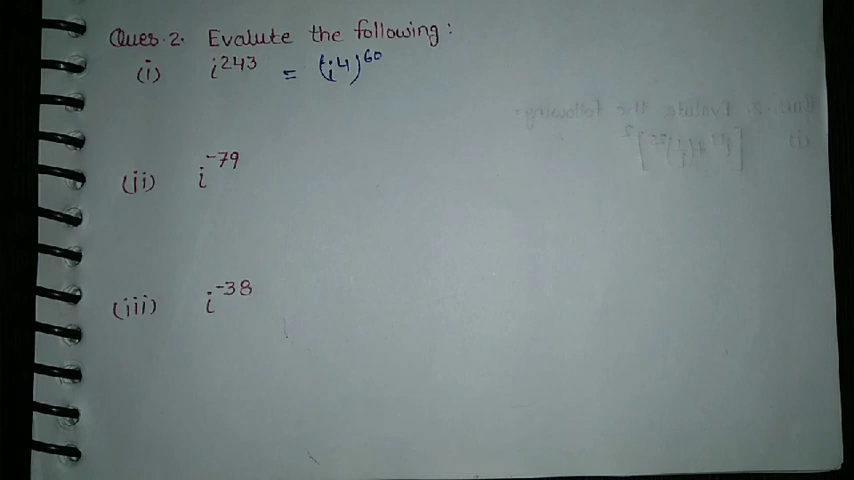 Ques. 2. Evalute the following:
(i) i^243 = (i^4)^60
(ii) i^-79
(iii) i^-38